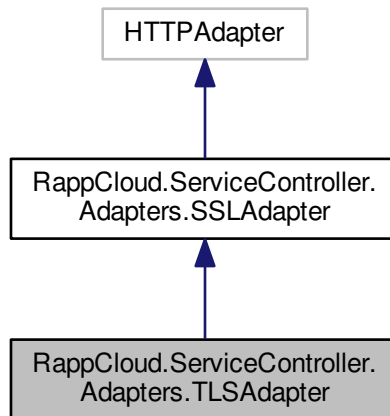 HTTPAdapter
RappCloud.ServiceController.
Adapters.SSLAdapter
RappCloud.ServiceController.
Adapters.TLSAdapter